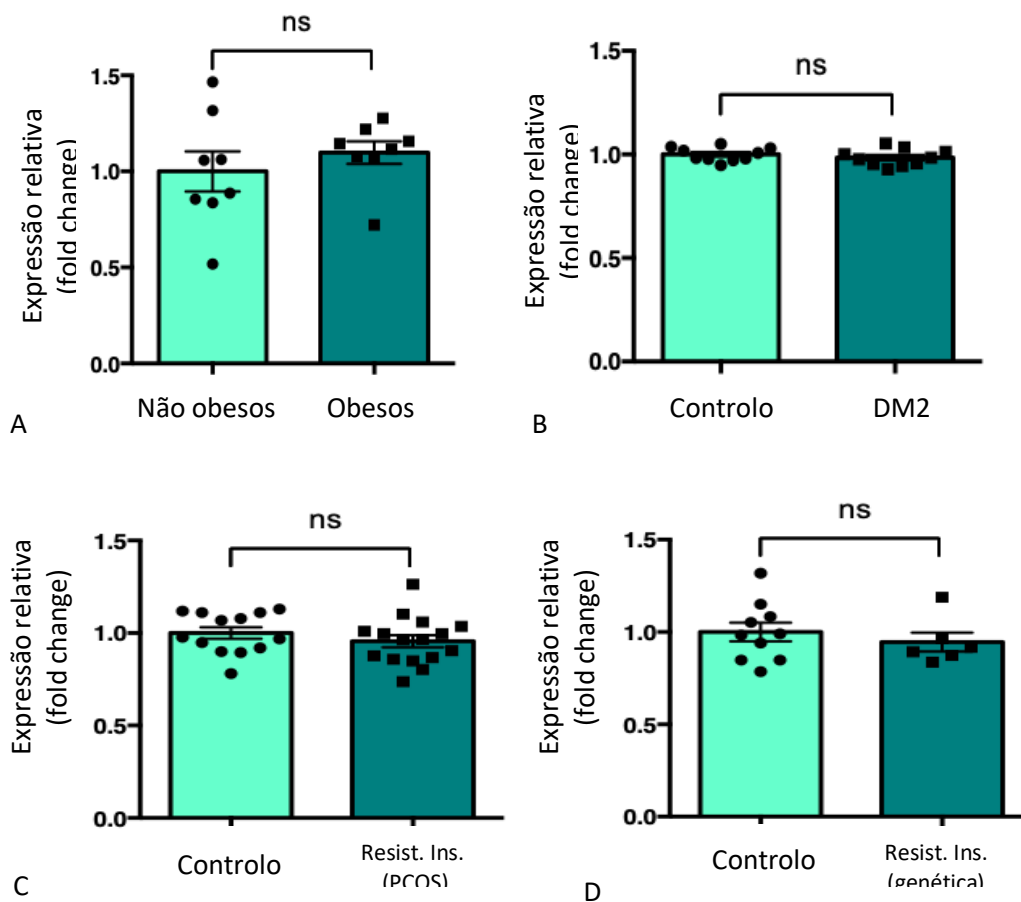 ns
Expressão relativa
(fold change)
1.5
1.0
0.5
0.0
Não obesos
Obesos
A
ns
Expressão relativa
(fold change)
1.5
1.0
0.5
0.0
Controlo
DM2
B
ns
Expressão relativa
(fold change)
1.5
1.0
0.5
0.0
Controlo
Resist. Ins.
(PCOS)
C
ns
Expressão relativa
(fold change)
1.5
1.0
0.5
0.0
Controlo
Resist. Ins.
(genética)
D